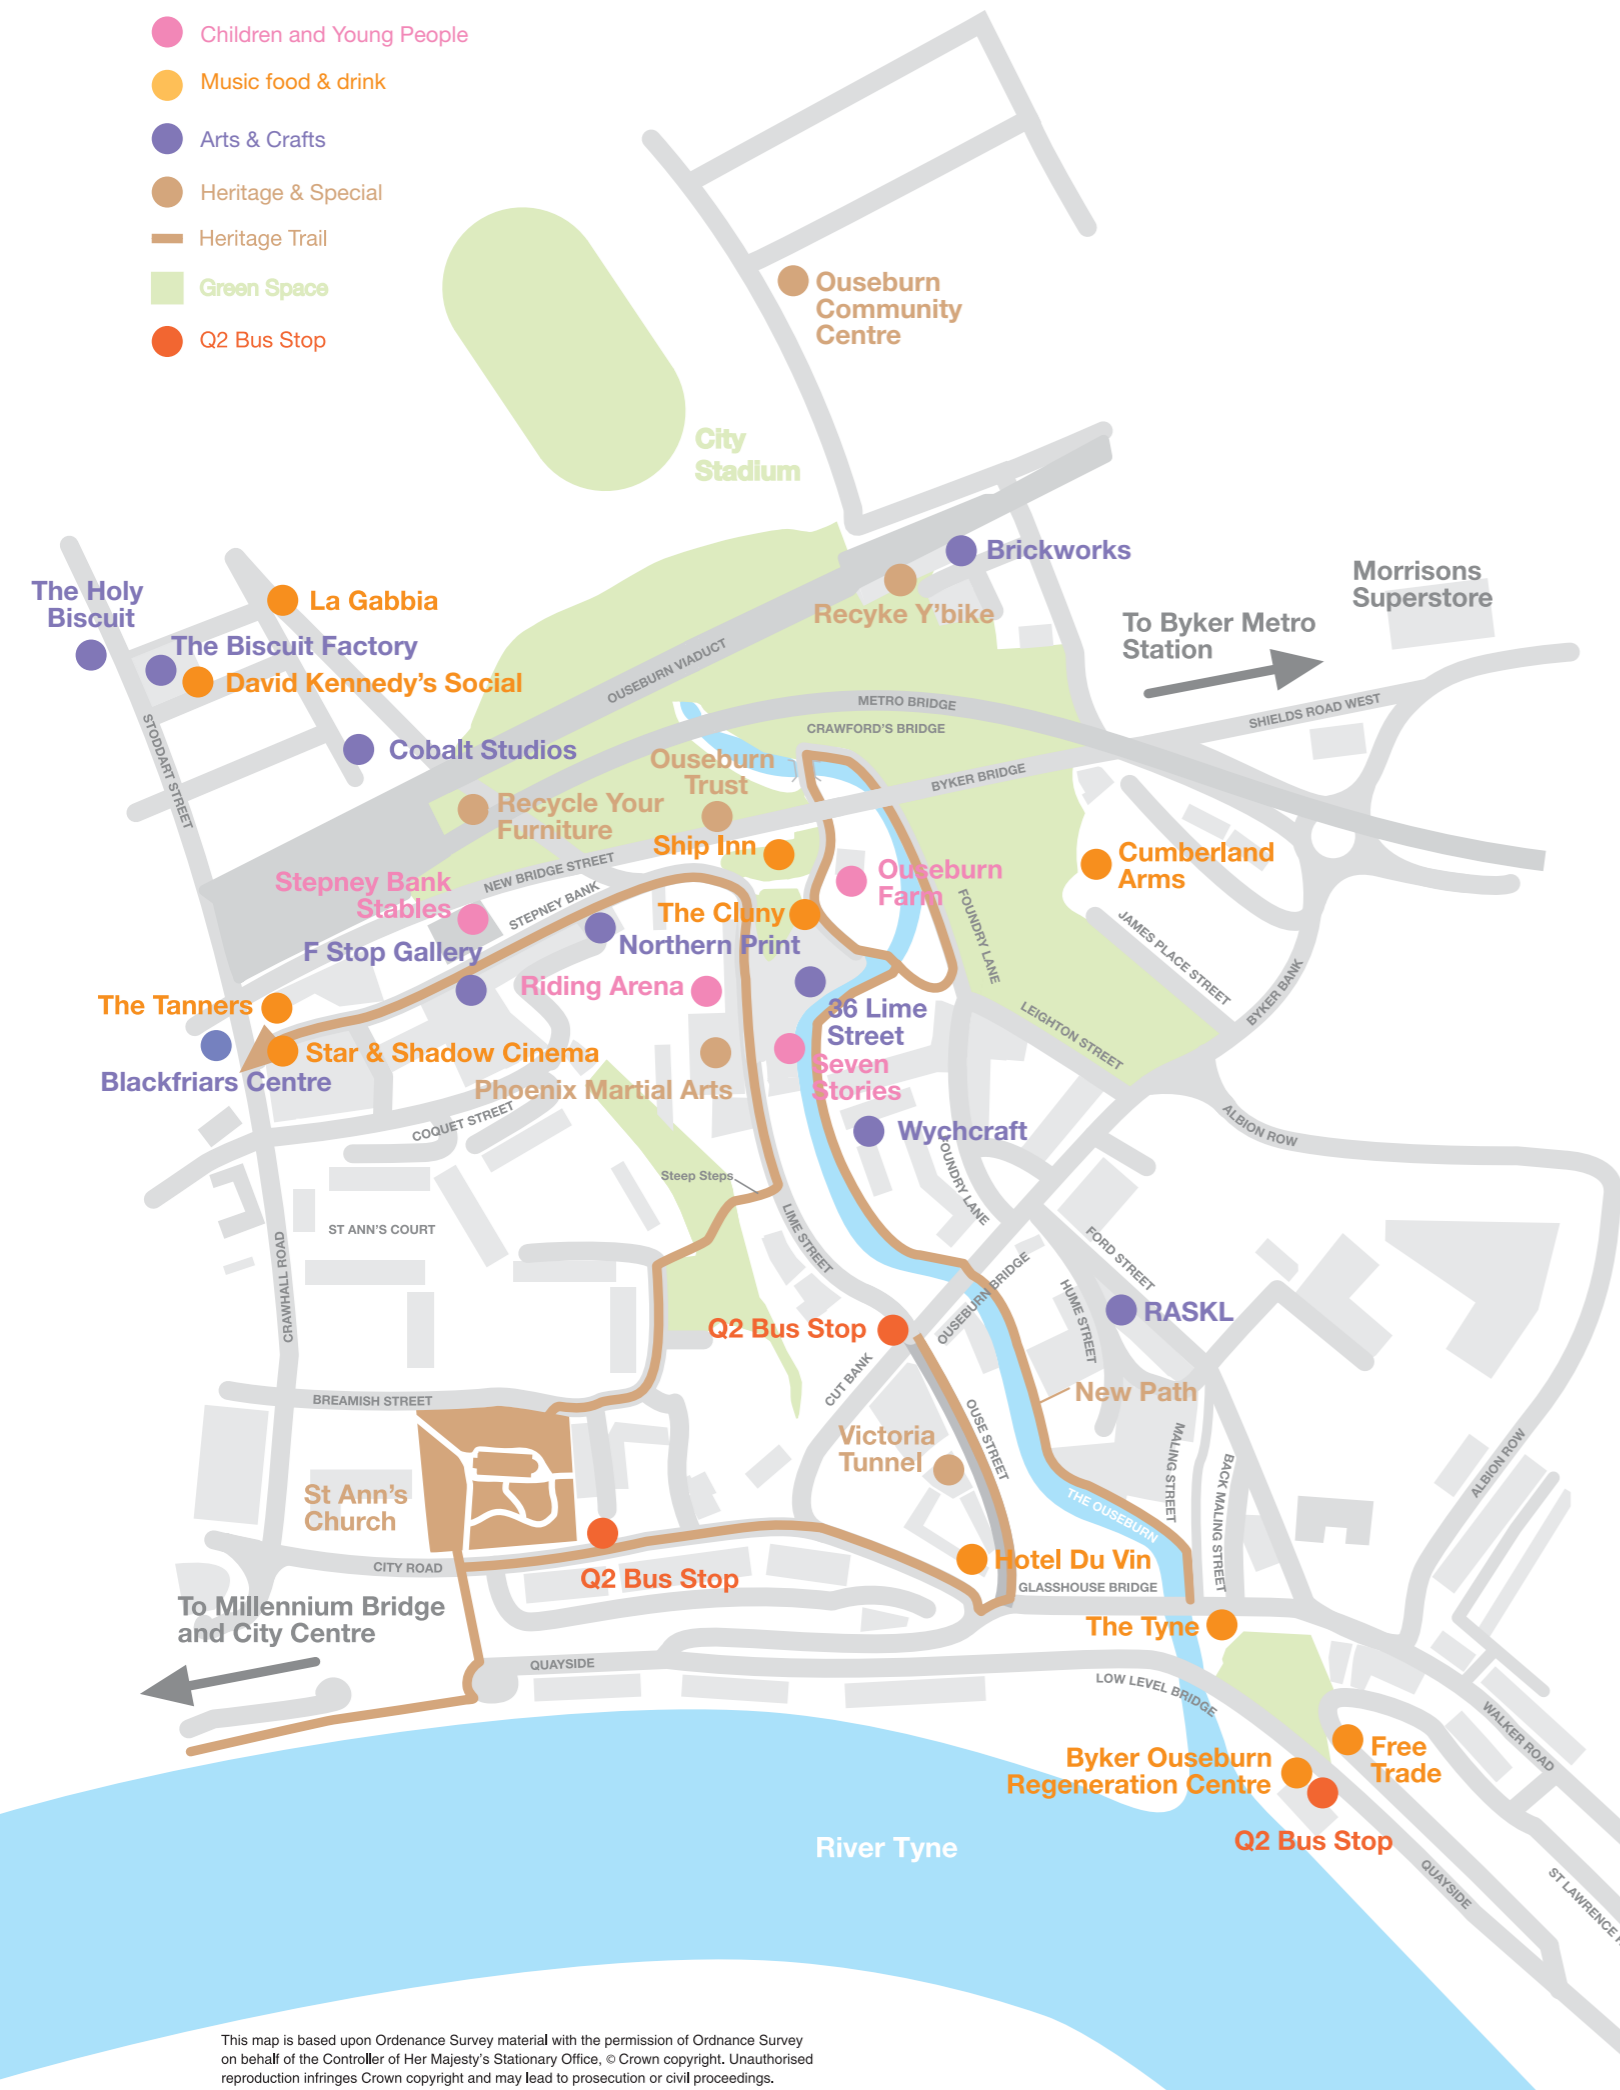 Children and Young People
Music food & drink
Arts & Crafts
Heritage & Special
Heritage Trail
Green Space
Q2 Bus Stop
Ouseburn
Community
Centre
City
Stadium
Brickworks
Recyke Y'bike
Morrisons
Superstore
To Byker Metro
Station
The Holy
Biscuit
La Gabbia
The Biscuit Factory
David Kennedy's Social
OUSEBURN VIADUCT
METRO BRIDGE
CRAWFORD'S BRIDGE
SHIELDS ROAD WEST
BYKER BRIDGE
STODDART STREET
Cobalt Studios
Ouseburn
Trust
Recycle Your
Furniture
Ship Inn
NEW BRIDGE STREET
STEPNEY BANK
Stepney Bank
Stables
Ouseburn
Farm
Cumberland
Arms
The Cluny
F Stop Gallery
Northern Print
FOUNDRY LANE
JAMES PLACE STREET
BYKER BANK
Riding Arena
36 Lime
Street
LEIGHTON STREET
The Tanners
Star & Shadow Cinema
Blackfriars Centre
Seven
Stories
Phoenix Martial Arts
COQUET STREET
Wychcraft
ALBION ROW
FOUNDRY LANE
Steep Steps
ST ANN'S COURT
LIME STREET
CRAWHALL ROAD
FORD STREET
OUSEBURN BRIDGE
HUME STREET
RASKL
Q2 Bus Stop
CUT BANK
BREAMISH STREET
New Path
OUSE STREET
Victoria
Tunnel
MALING STREET
BACK MALING STREET
ALBION ROW
St Ann's
Church
THE OUSEBURN
CITY ROAD
Q2 Bus Stop
Hotel Du Vin
GLASSHOUSE BRIDGE
To Millennium Bridge
and City Centre
The Tyne
QUAYSIDE
LOW LEVEL BRIDGE
WALKER ROAD
Byker Ouseburn
Regeneration Centre
Free
Trade
Q2 Bus Stop
River Tyne
QUAYSIDE
ST LAWRENCE
This map is based upon Ordenance Survey material with the permission of Ordnance Survey
on behalf of the Controller of Her Majesty's Stationary Office, © Crown copyright. Unauthorised
reproduction infringes Crown copyright and may lead to prosecution or civil proceedings.